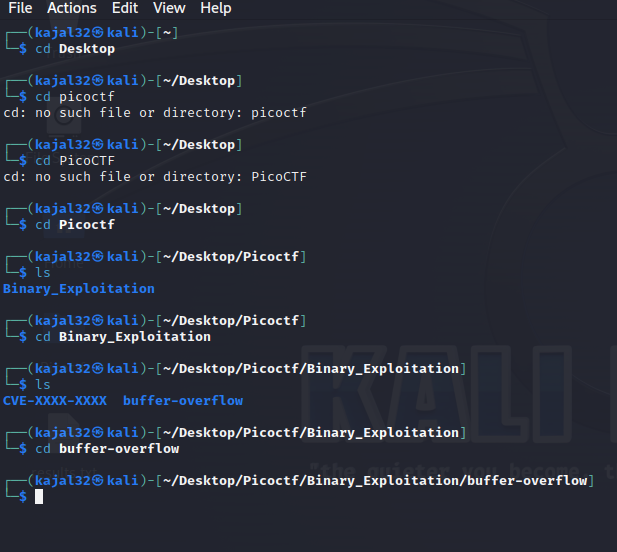 File Actions Edit View Help
┌──(kajal32㉿kali)-[~]
└─$ cd Desktop
┌──(kajal32㉿kali)-[~/Desktop]
└─$ cd picoctf
cd: no such file or directory: picoctf
┌──(kajal32㉿kali)-[~/Desktop]
└─$ cd PicoCTF
cd: no such file or directory: PicoCTF
┌──(kajal32㉿kali)-[~/Desktop]
└─$ cd Picoctf
┌──(kajal32㉿kali)-[~/Desktop/Picoctf]
└─$ ls
Binary_Exploitation
┌──(kajal32㉿kali)-[~/Desktop/Picoctf]
└─$ cd Binary_Exploitation
┌──(kajal32㉿kali)-[~/Desktop/Picoctf/Binary_Exploitation]
└─$ ls
CVE-XXXX-XXXX buffer-overflow
┌──(kajal32㉿kali)-[~/Desktop/Picoctf/Binary_Exploitation]
└─$ cd buffer-overflow
┌──(kajal32㉿kali)-[~/Desktop/Picoctf/Binary_Exploitation/buffer-overflow]
└─$
KALI
"the quieter you become, t